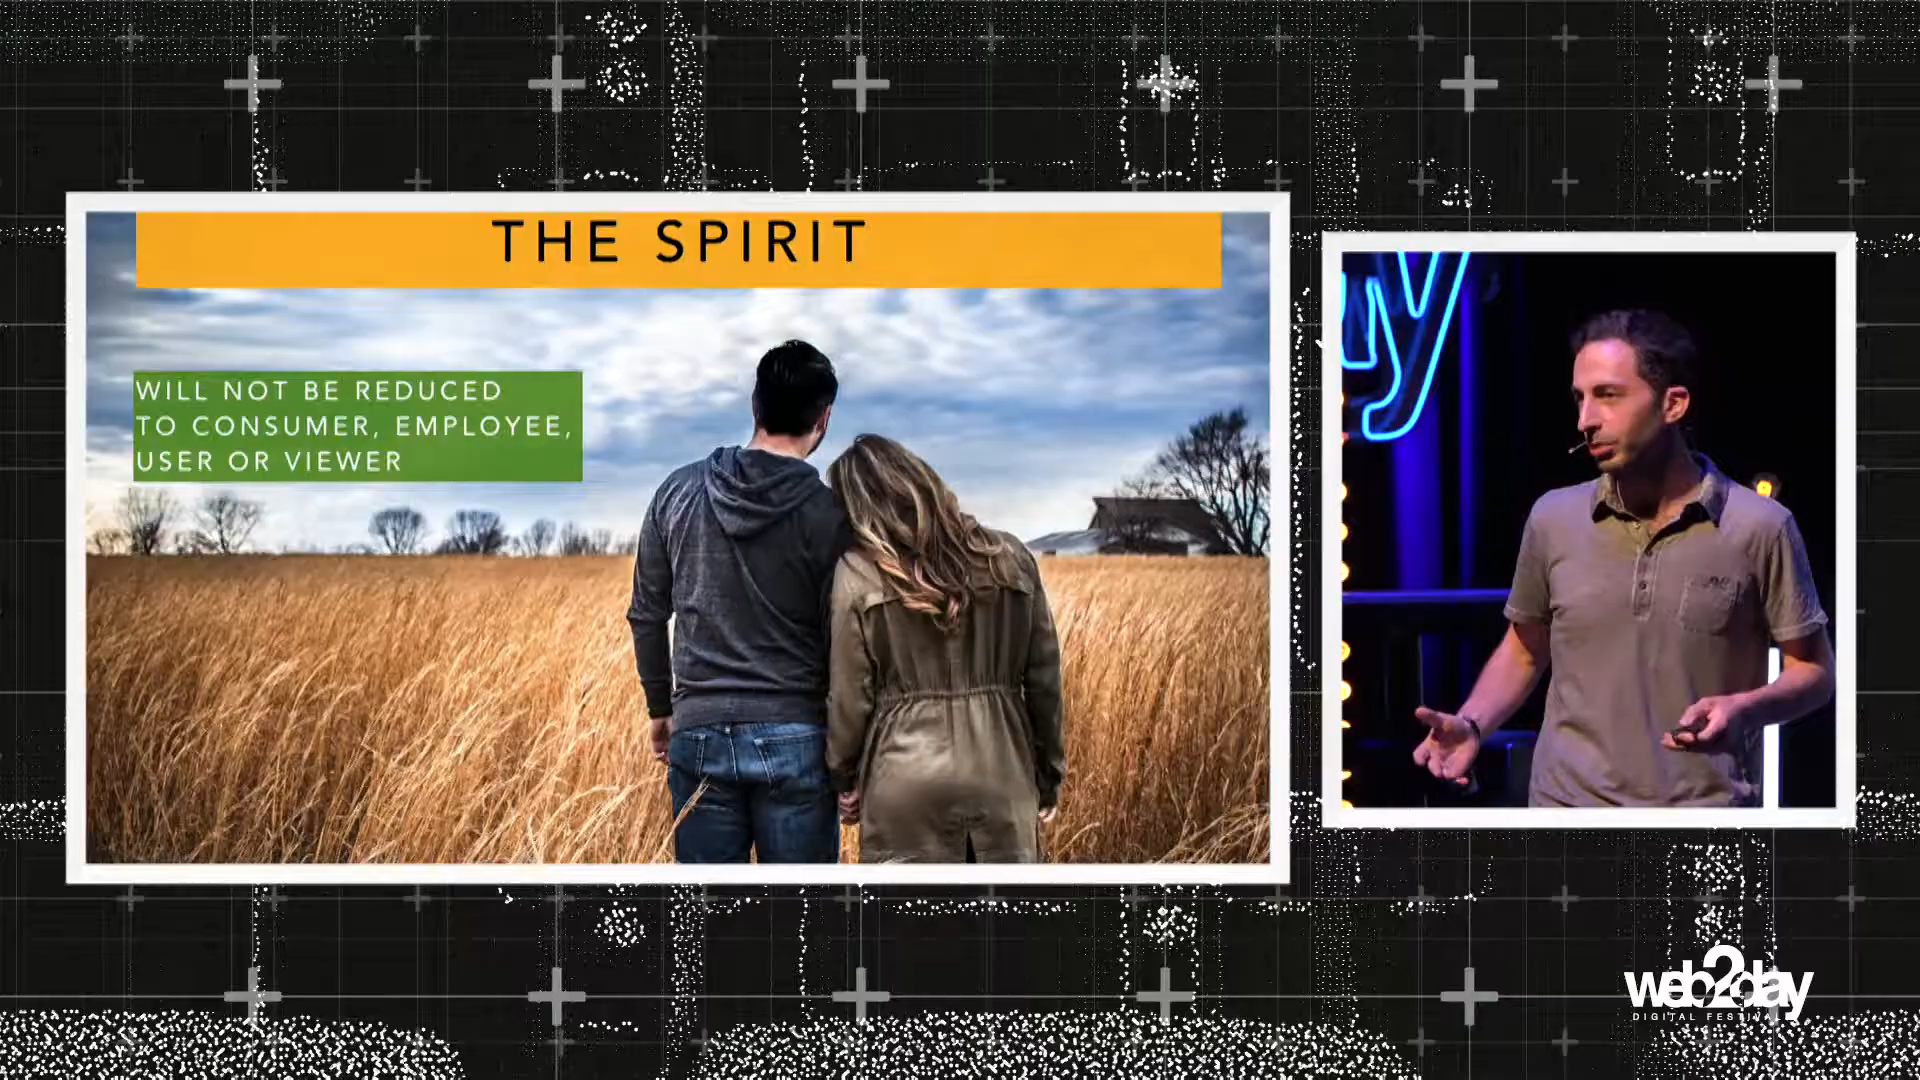 THE SPIRIT
WILL NOT BE REDUCED
TO CONSUMER, EMPLOYEE,
USER OR VIEWER
y
web2day
DIGITAL FESTIVAL